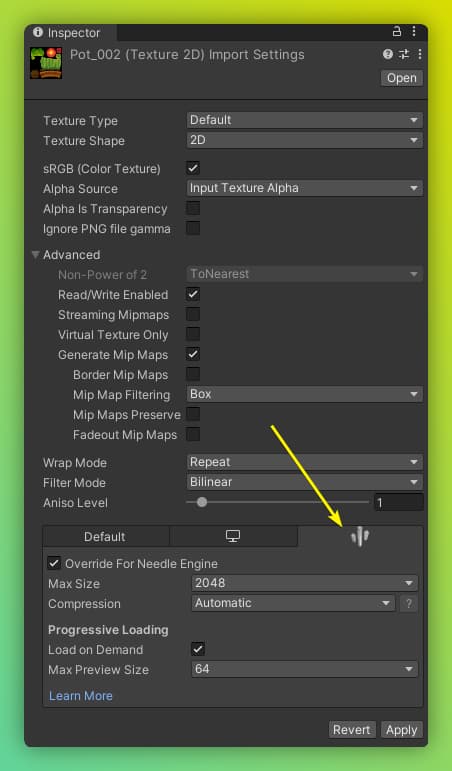 Inspector
Pot_002 (Texture 2D) Import Settings
Open
Texture Type Default
Texture Shape 2D
sRGB (Color Texture)
Alpha Source Input Texture Alpha
Alpha Is Transparency
Ignore PNG file gamma
Advanced
Non-Power of 2 ToNearest
Read/Write Enabled
Streaming Mipmaps
Virtual Texture Only
Generate Mip Maps
Border Mip Maps
Mip Map Filtering Box
Mip Maps Preserve
Fadeout Mip Maps
Wrap Mode Repeat
Filter Mode Bilinear
Aniso Level 1
Default
Override For Needle Engine
Max Size 2048
Compression Automatic ?
Progressive Loading
Load on Demand
Max Preview Size 64
Learn More
Revert Apply